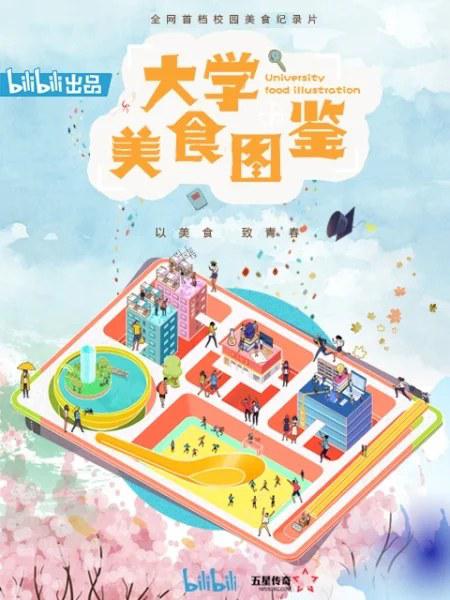 全网首档校园美食纪录片
bilibili出品
大学
University
food illustration
美食图鉴
以美食 致青春
bilibili
五星传奇